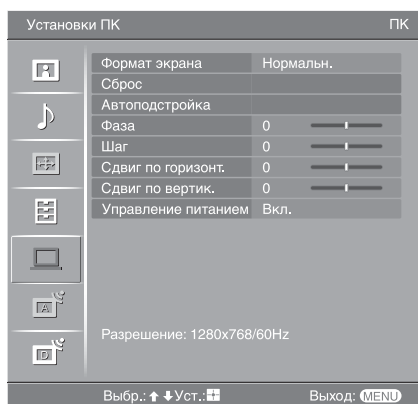 Установки ПК ПК
Формат экрана Нормальн.
Сброс
Автоподстройка
Фаза 0
Шаг 0
Сдвиг по горизонт. 0
Сдвиг по вертик. 0
Управление питанием Вкл.
A
D
Разрешение: 1280x768/60Hz
Выбр.: Уст.: Выход: MENU